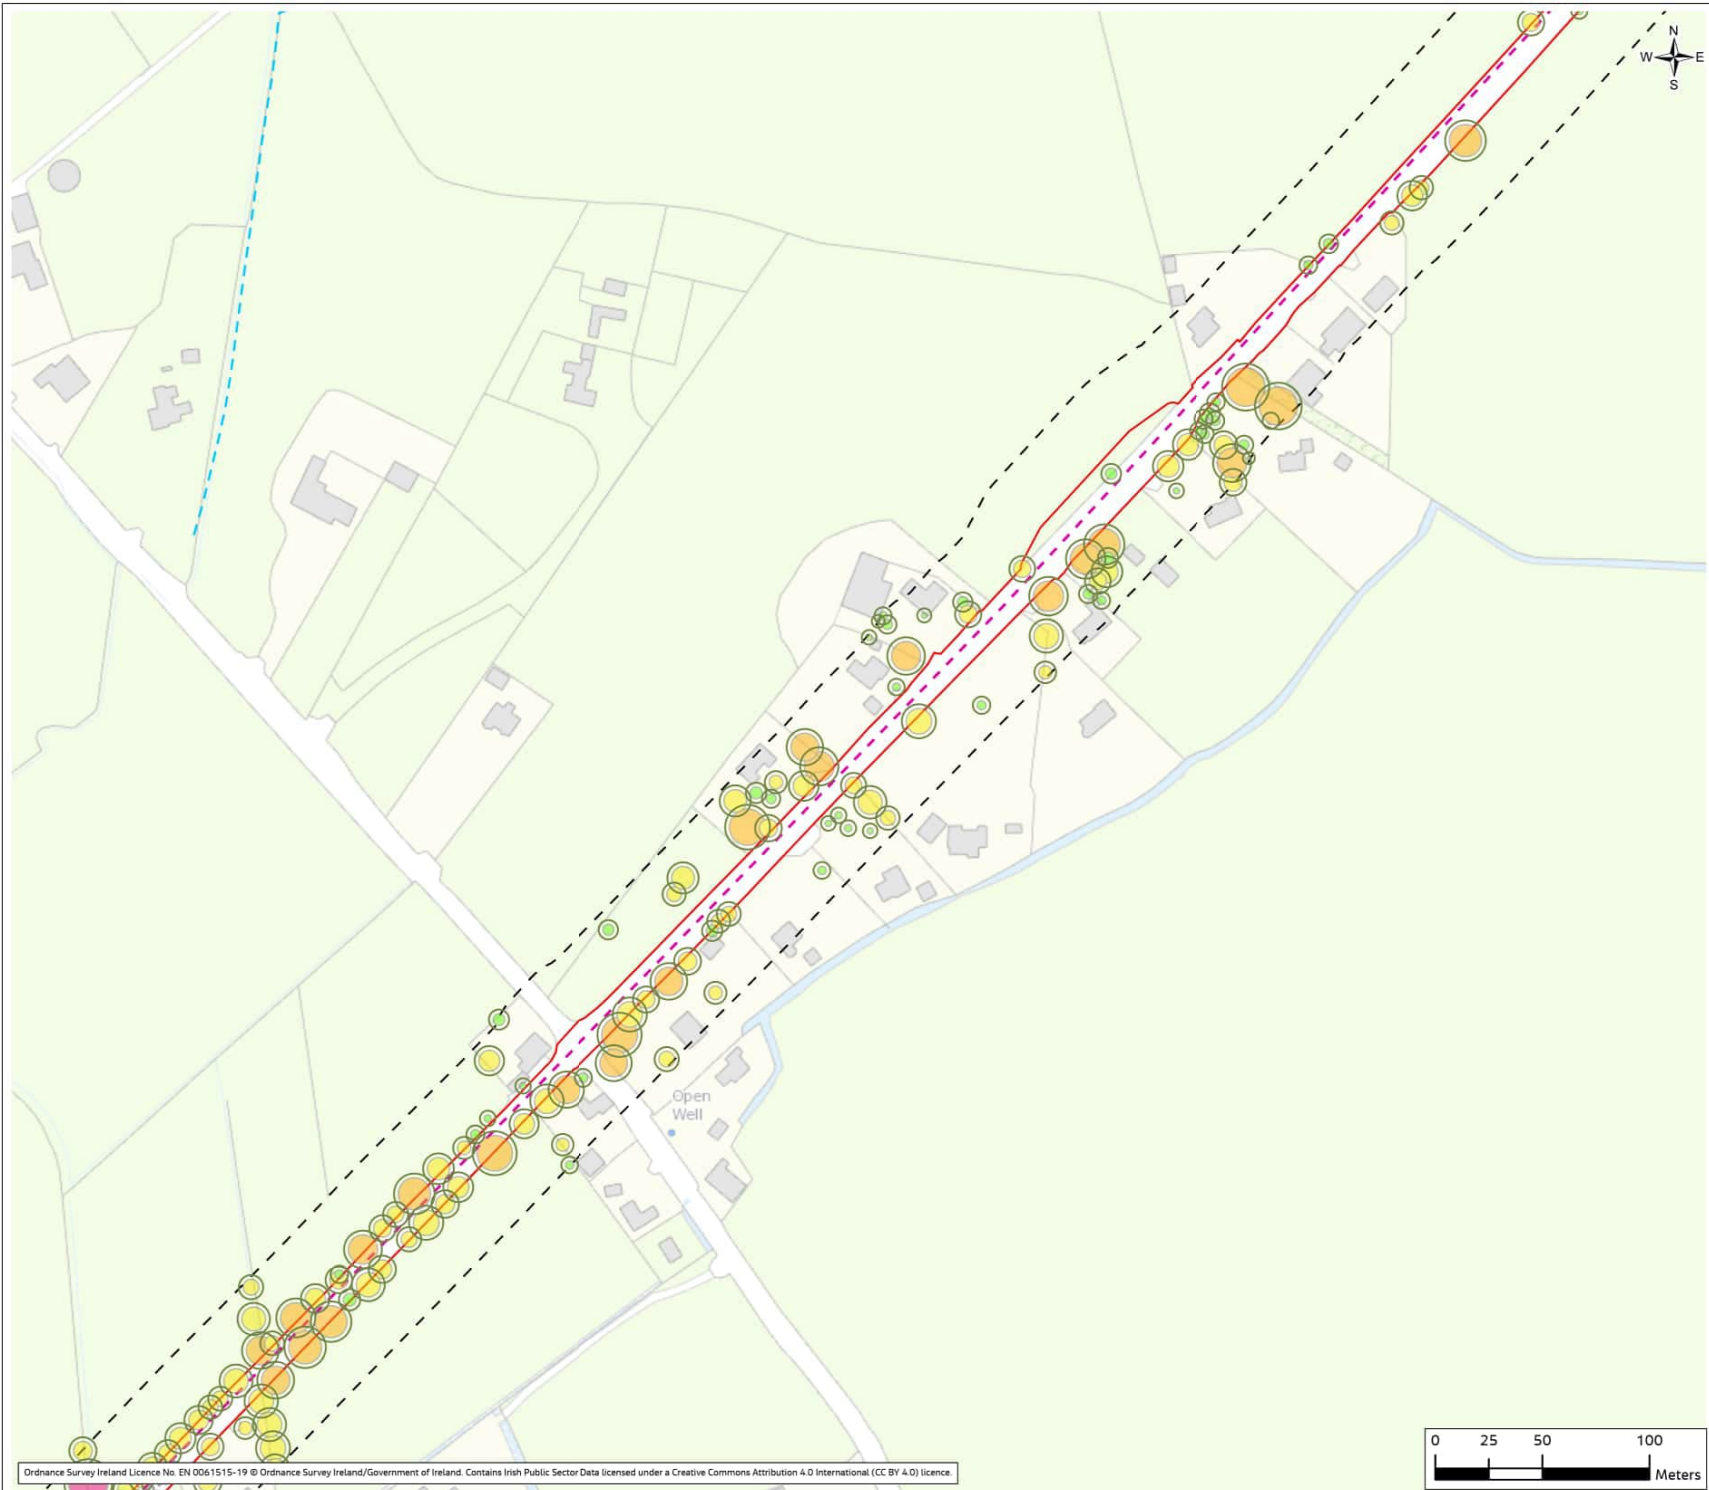 N
W E
S
Open
Well
0 25 50 100
Meters
Ordnance Survey Ireland Licence No. EN 0061515-19 © Ordnance Survey Ireland/Government of Ireland. Contains Irish Public Sector Data licensed under a Creative Commons Attribution 4.0 International (CC BY 4.0) licence.